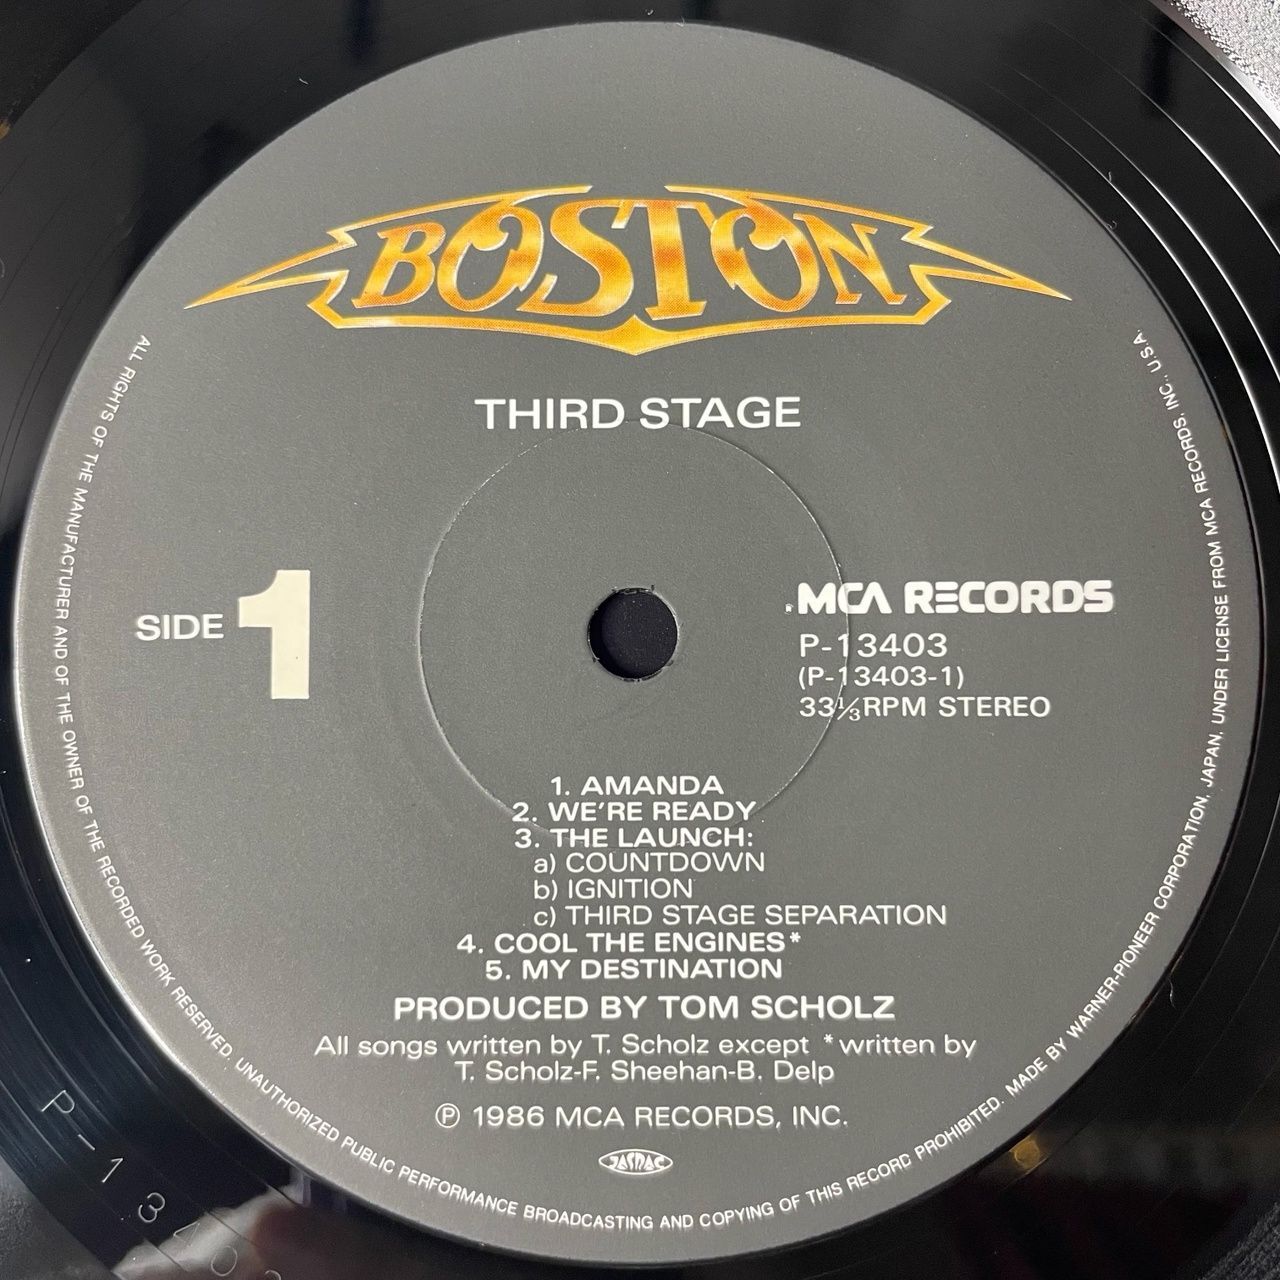 BOSTON
THIRD STAGE
SIDE 1
MCA RECORDS
P-13403
(P-13403-1)
33⅓RPM STEREO
1. AMANDA
2. WE'RE READY
3. THE LAUNCH:
a) COUNTDOWN
b) IGNITION
c) THIRD STAGE SEPARATION
4. COOL THE ENGINES*
5. MY DESTINATION
PRODUCED BY TOM SCHOLZ
All songs written by T. Scholz except *written by
T. Scholz-F. Sheehan-B. Delp
Ⓟ 1986 MCA RECORDS, INC.
JASRAC
ALL RIGHTS OF THE MANUFACTURER AND OF THE OWNER OF THE RECORDED WORK RESERVED. UNAUTHORIZED PUBLIC PERFORMANCE BROADCASTING AND COPYING OF THIS RECORD PROHIBITED. MADE BY WARNER-PIONEER CORPORATION, JAPAN, UNDER LICENSE FROM MCA RECORDS, INC., U.S.A.
P-13403